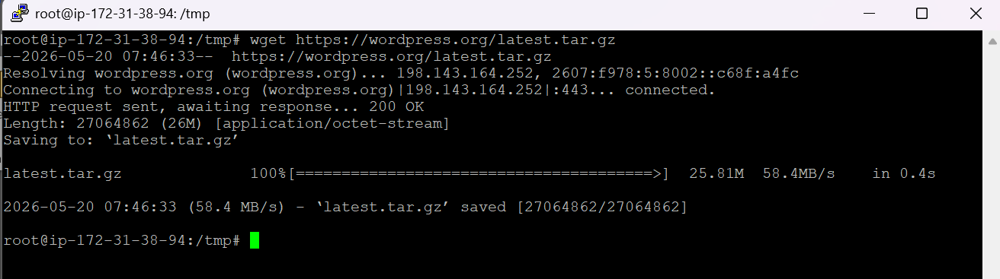 root@ip-172-31-38-94: /tmp
root@ip-172-31-38-94:/tmp# wget https://wordpress.org/latest.tar.gz
--2026-05-20 07:46:33--  https://wordpress.org/latest.tar.gz
Resolving wordpress.org (wordpress.org)... 198.143.164.252, 2607:f978:5:8002::c68f:a4fc
Connecting to wordpress.org (wordpress.org)|198.143.164.252|:443... connected.
HTTP request sent, awaiting response... 200 OK
Length: 27064862 (26M) [application/octet-stream]
Saving to: ‘latest.tar.gz’
latest.tar.gz              100%[=======================================>]  25.81M  58.4MB/s    in 0.4s
2026-05-20 07:46:33 (58.4 MB/s) - ‘latest.tar.gz’ saved [27064862/27064862]
root@ip-172-31-38-94:/tmp#